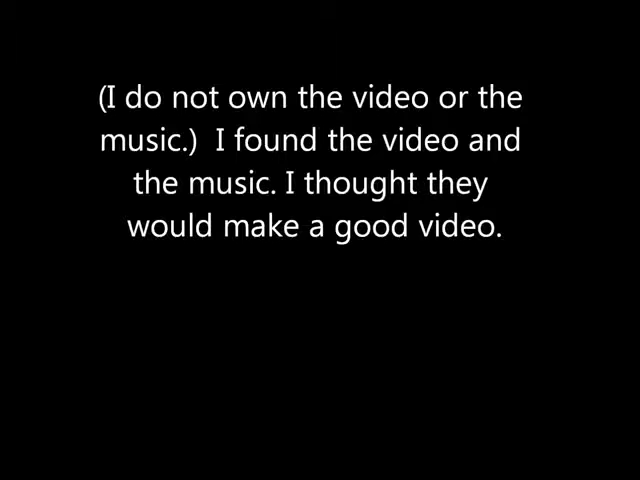 (I do not own the video or the
music.)  I found the video and
the music. I thought they
would make a good video.